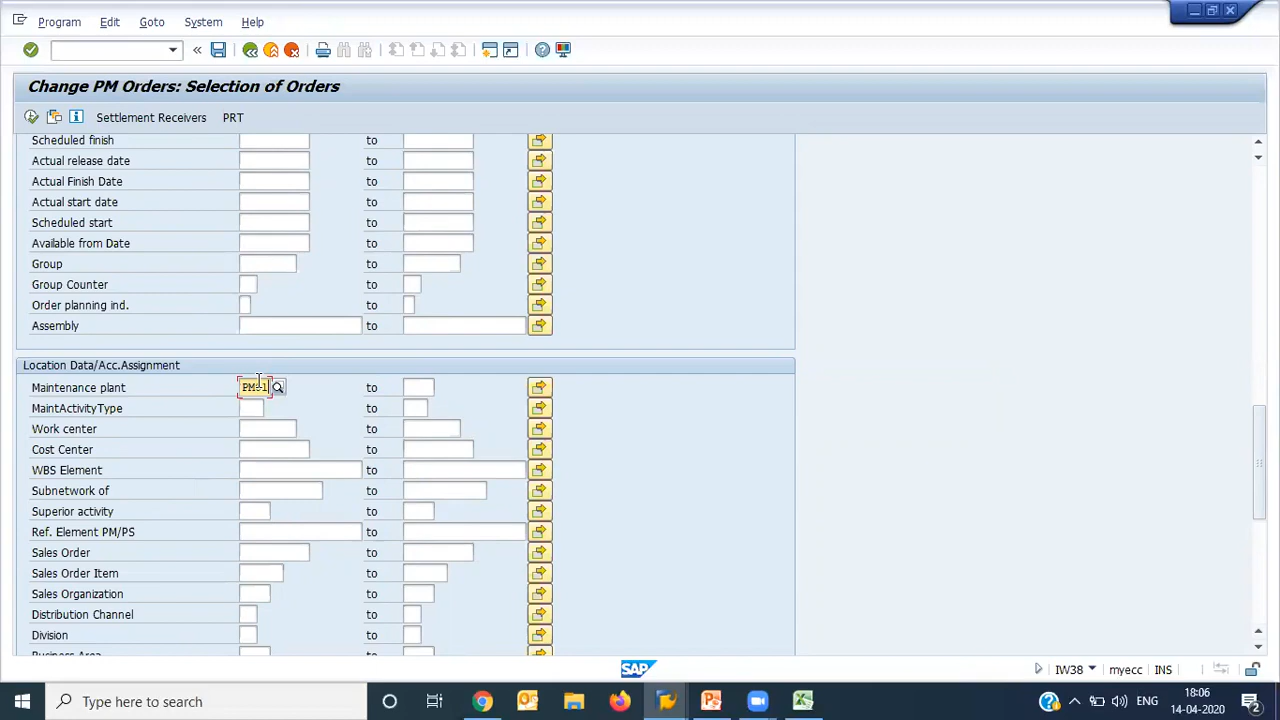 Program Edit Goto System Help
Change PM Orders: Selection of Orders
Settlement Receivers PRT
Scheduled finish to
Actual release date to
Actual Finish Date to
Actual start date to
Scheduled start to
Available from Date to
Group to
Group Counter to
Order planning ind. to
Assembly to
Location Data/Acc.Assignment
Maintenance plant to
MaintActivityType to
Work center to
Cost Center to
WBS Element to
Subnetwork of to
Superior activity to
Ref. Element PM/PS to
Sales Order to
Sales Order Item to
Sales Organization to
Distribution Channel to
Division to
Business Area to
SAP IW38 myecc INS
Type here to search
ENG
18:06
14-04-2020
2